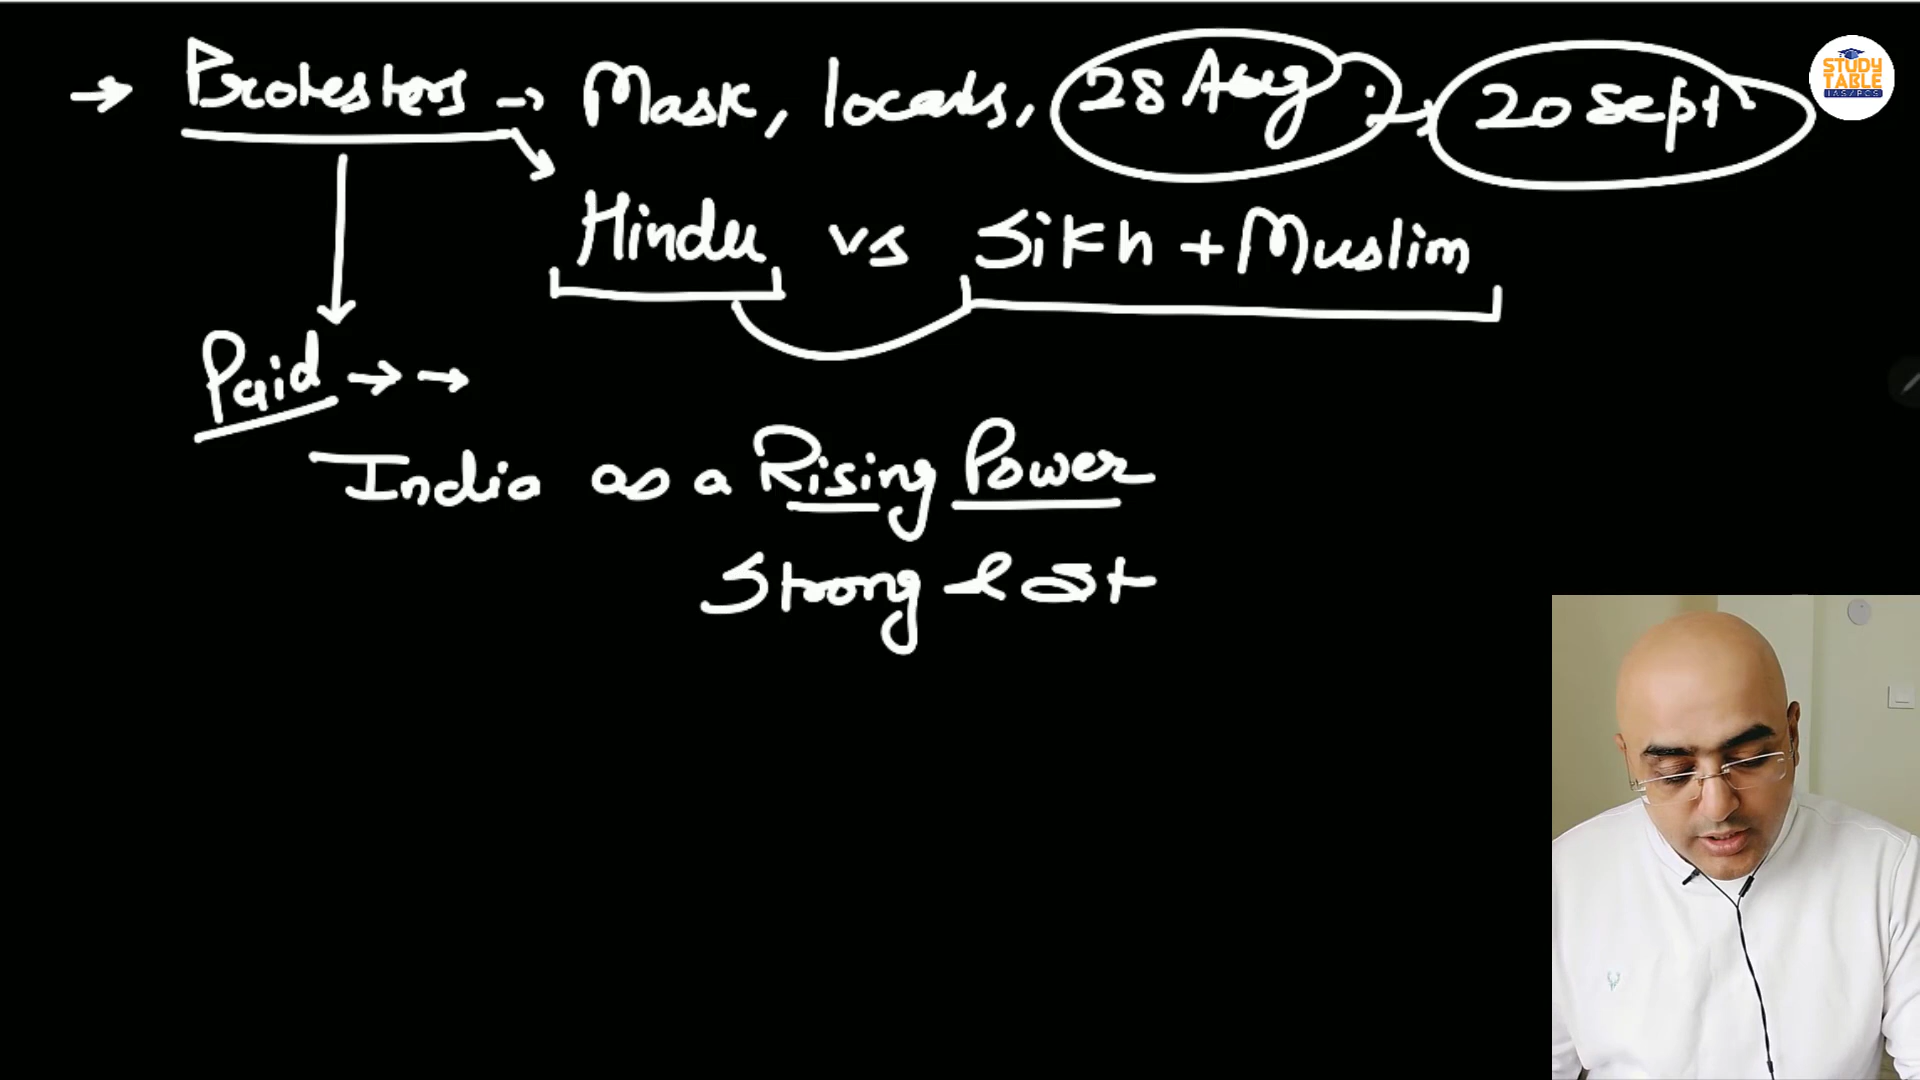 → Protesters → Mask, locals, 28 Aug → 20 Sept
Hindu vs Sikh + Muslim
Paid → →
India as a Rising Power
Strong
STUDY
TABLE
IAS/PCS